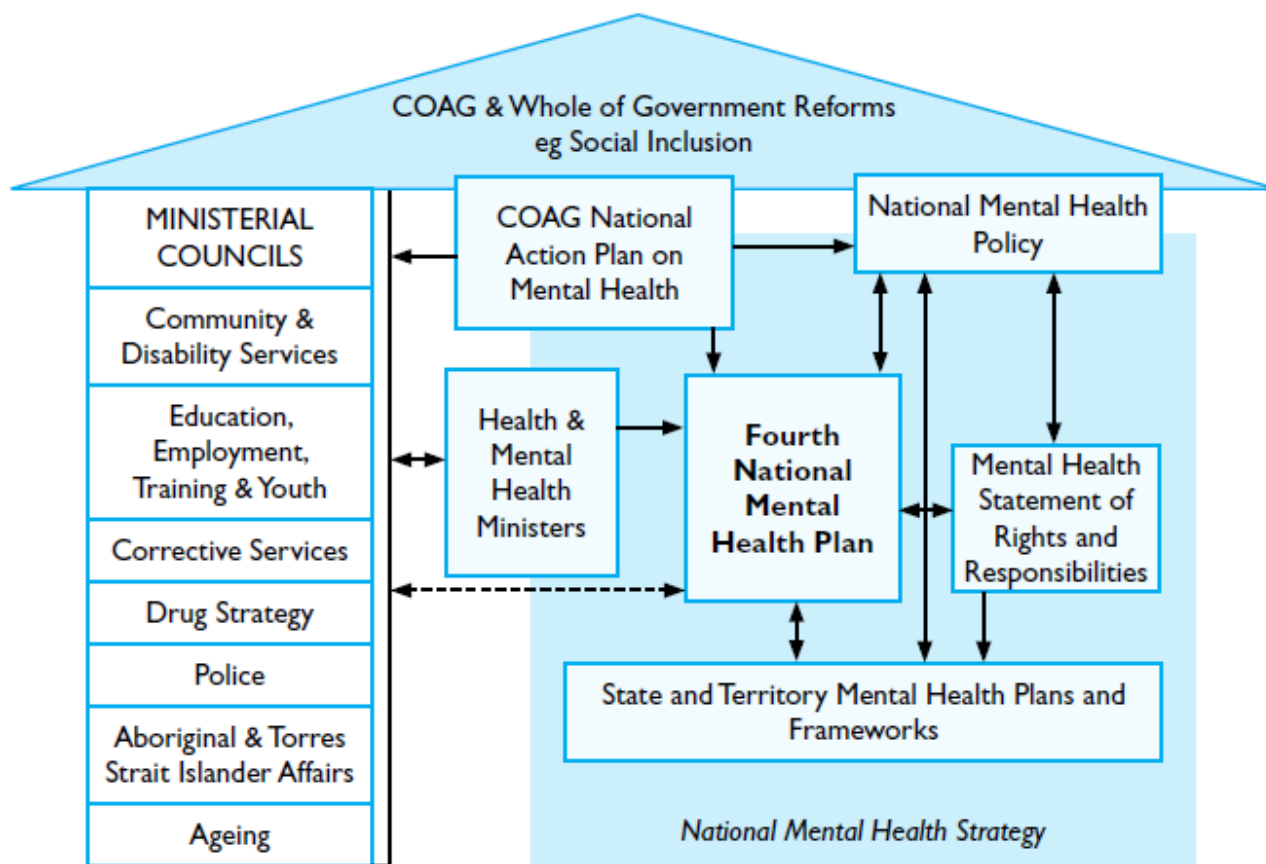 COAG & Whole of Government Reforms
eg Social Inclusion
MINISTERIAL
COUNCILS
Community &
Disability Services
Education,
Employment,
Training & Youth
Corrective Services
Drug Strategy
Police
Aboriginal & Torres
Strait Islander Affairs
Ageing
COAG National
Action Plan on
Mental Health
National Mental Health
Policy
Health &
Mental
Health
Ministers
Fourth
National
Mental
Health Plan
Mental Health
Statement of
Rights and
Responsibilities
State and Territory Mental Health Plans and
Frameworks
National Mental Health Strategy